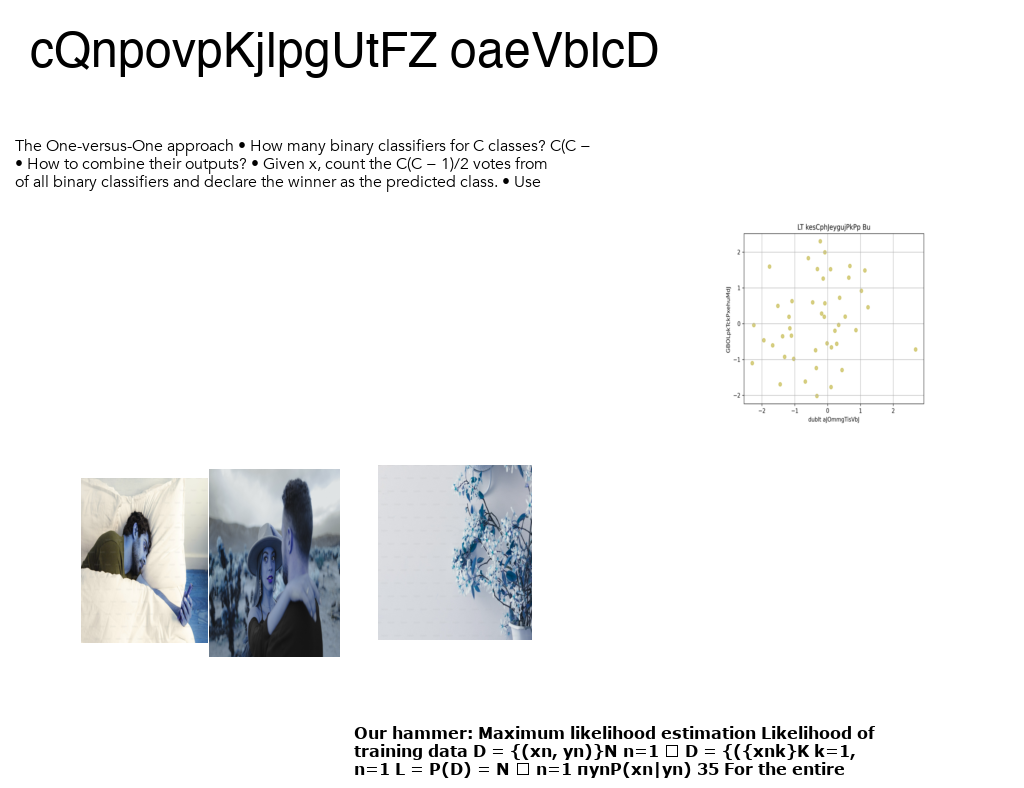 cQnpovpKjlpgUtFZ oaeVblcD
The One-versus-One approach • How many binary classifiers for C classes? C(C −
• How to combine their outputs? • Given x, count the C(C − 1)/2 votes from
of all binary classifiers and declare the winner as the predicted class. • Use
LT kesCphJeygujPkPp Bu
2
1
0
−1
−2
−2 −1 0 1 2
dubIt aJOmmgTisVbJ
Our hammer: Maximum likelihood estimation Likelihood of
training data D = {(xn, yn)}N n=1 □ D = {({xnk}K k=1,
n=1 L = P(D) = N □ n=1 πynP(xn|yn) 35 For the entire